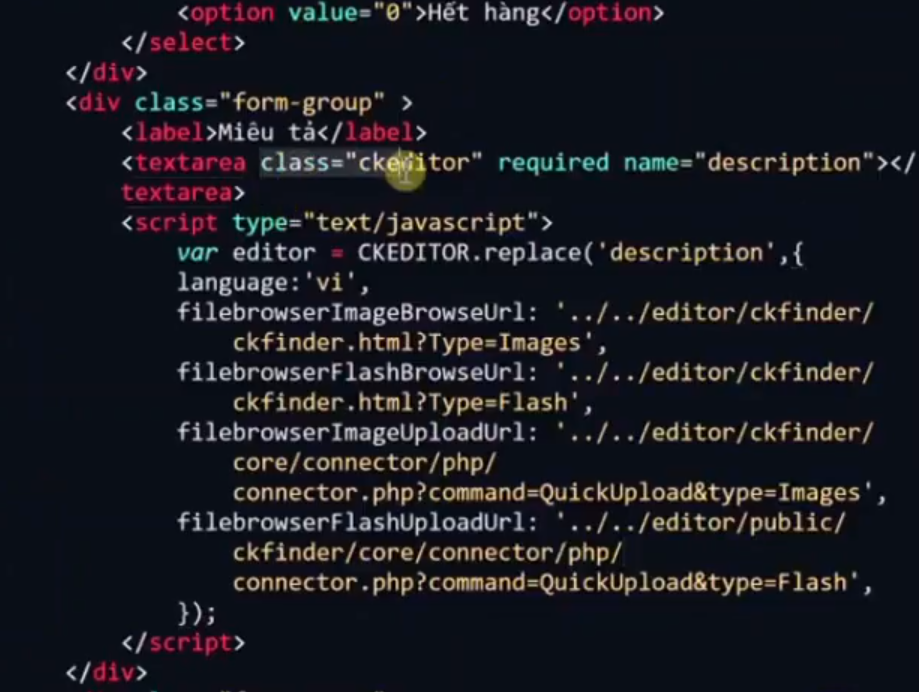 <option value="0">Hết hàng</option>
</select>
</div>
<div class="form-group" >
<label>Miêu tả</label>
<textarea class="ckeditor" required name="description"></
textarea>
<script type="text/javascript">
var editor = CKEDITOR.replace('description',{
language:'vi',
filebrowserImageBrowseUrl: '../../editor/ckfinder/
ckfinder.html?Type=Images',
filebrowserFlashBrowseUrl: '../../editor/ckfinder/
ckfinder.html?Type=Flash',
filebrowserImageUploadUrl: '../../editor/ckfinder/
core/connector/php/
connector.php?command=QuickUpload&type=Images',
filebrowserFlashUploadUrl: '../../editor/public/
ckfinder/core/connector/php/
connector.php?command=QuickUpload&type=Flash',
});
</script>
</div>